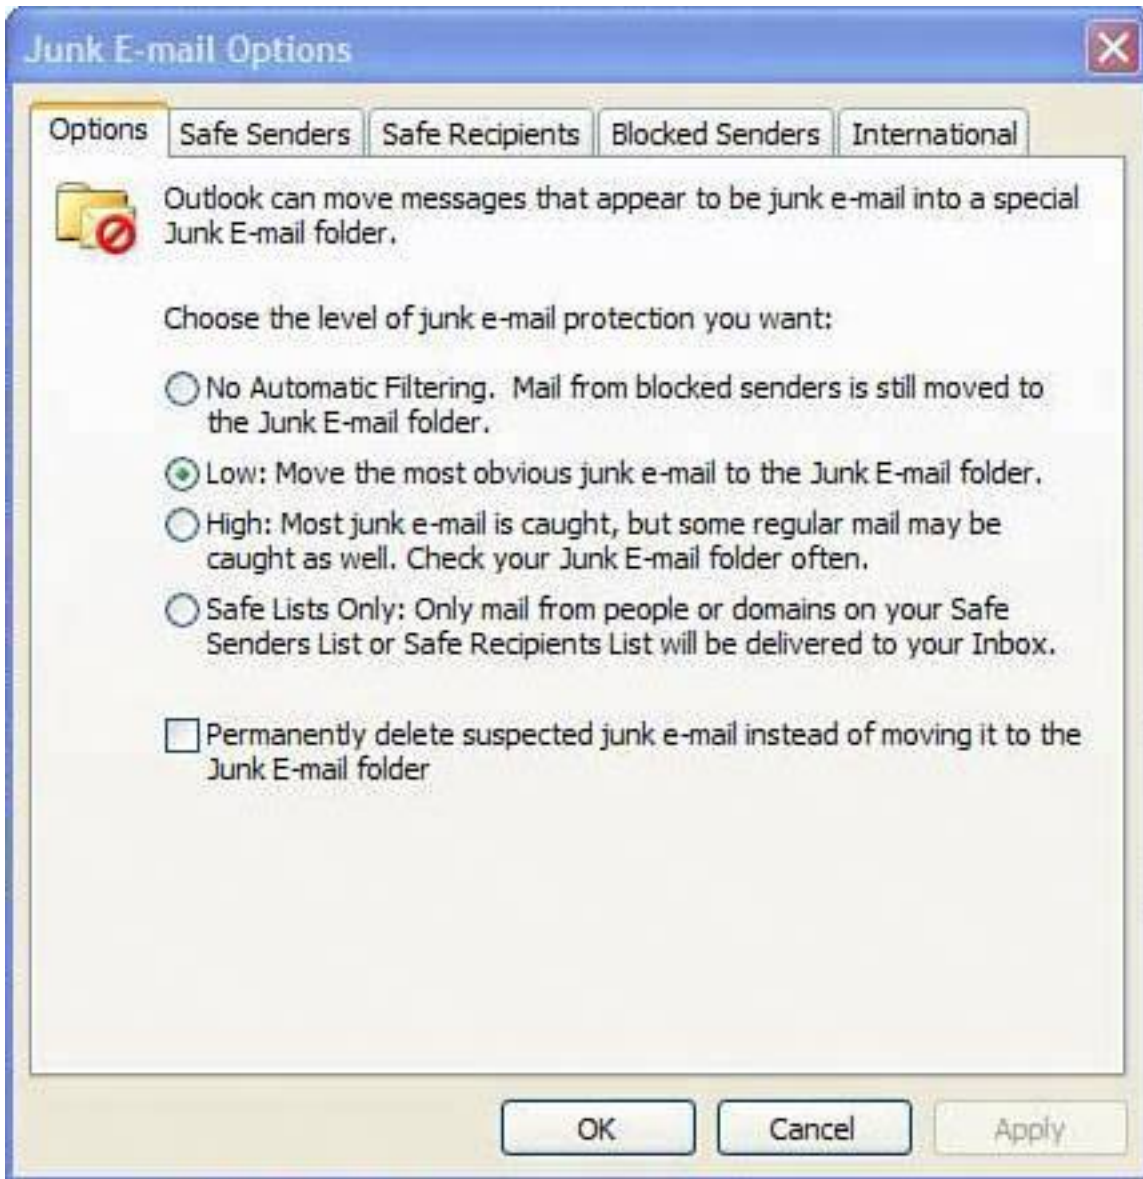 Junk E-mail Options
Options Safe Senders Safe Recipients Blocked Senders International
Outlook can move messages that appear to be junk e-mail into a special
Junk E-mail folder.
Choose the level of junk e-mail protection you want:
No Automatic Filtering.  Mail from blocked senders is still moved to
the Junk E-mail folder.
Low: Move the most obvious junk e-mail to the Junk E-mail folder.
High: Most junk e-mail is caught, but some regular mail may be
caught as well. Check your Junk E-mail folder often.
Safe Lists Only: Only mail from people or domains on your Safe
Senders List or Safe Recipients List will be delivered to your Inbox.
Permanently delete suspected junk e-mail instead of moving it to the
Junk E-mail folder
OK Cancel Apply